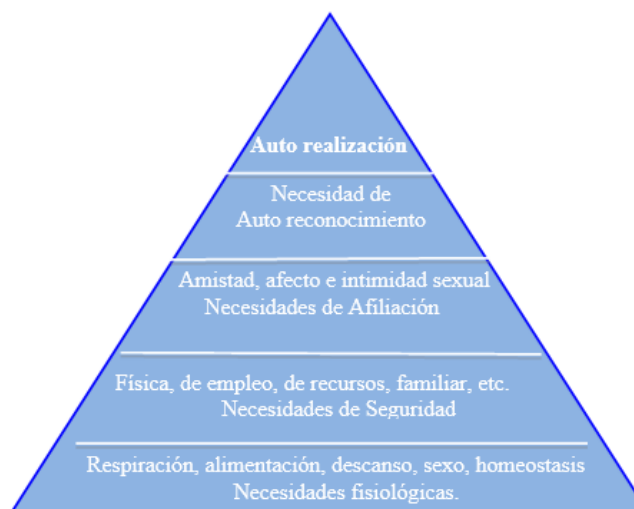 Auto realización
Necesidad de
Auto reconocimiento
Amistad, afecto e intimidad sexual
Necesidades de Afiliación
Física, de empleo, de recursos, familiar, etc.
Necesidades de Seguridad
Respiración, alimentación, descanso, sexo, homeostasis
Necesidades fisiológicas.